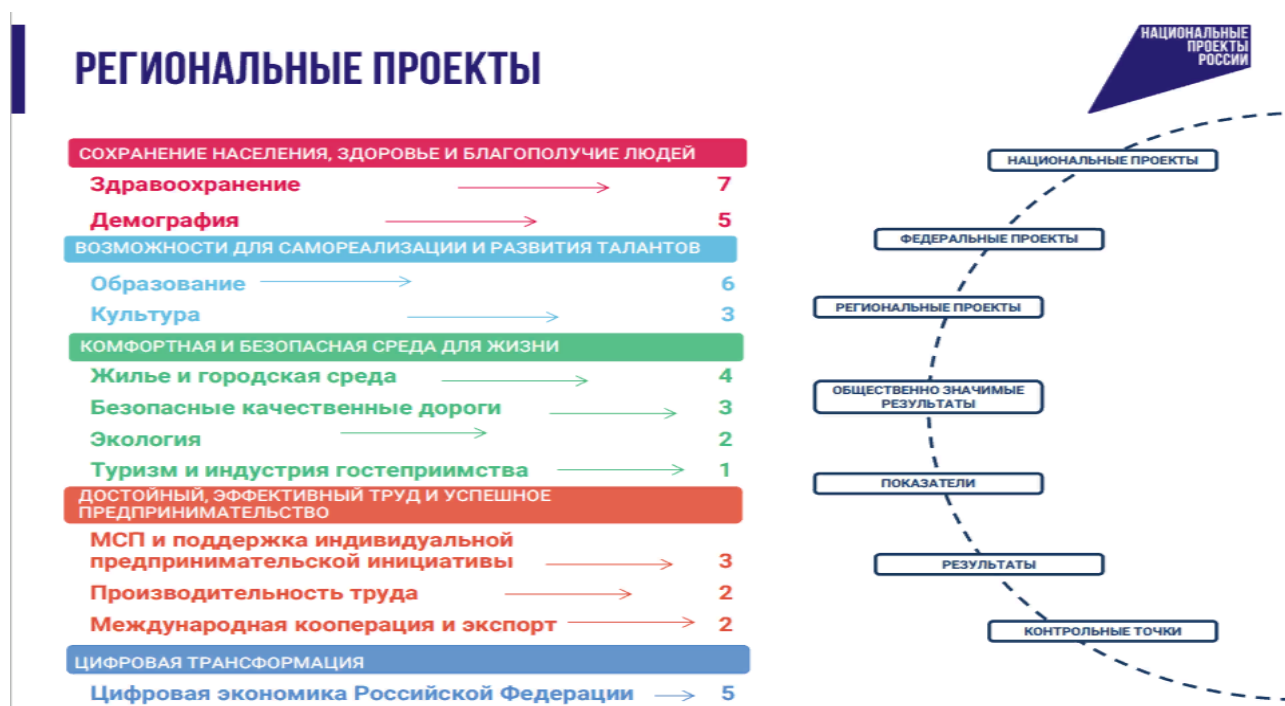 РЕГИОНАЛЬНЫЕ ПРОЕКТЫ
НАЦИОНАЛЬНЫЕ
ПРОЕКТЫ
РОССИИ
СОХРАНЕНИЕ НАСЕЛЕНИЯ, ЗДОРОВЬЕ И БЛАГОПОЛУЧИЕ ЛЮДЕЙ
Здравоохранение 7
Демография 5
ВОЗМОЖНОСТИ ДЛЯ САМОРЕАЛИЗАЦИИ И РАЗВИТИЯ ТАЛАНТОВ
Образование 6
Культура 3
КОМФОРТНАЯ И БЕЗОПАСНАЯ СРЕДА ДЛЯ ЖИЗНИ
Жилье и городская среда 4
Безопасные качественные дороги 3
Экология 2
Туризм и индустрия гостеприимства 1
ДОСТОЙНЫЙ, ЭФФЕКТИВНЫЙ ТРУД И УСПЕШНОЕ
ПРЕДПРИНИМАТЕЛЬСТВО
МСП и поддержка индивидуальной
предпринимательской инициативы 3
Производительность труда 2
Международная кооперация и экспорт 2
ЦИФРОВАЯ ТРАНСФОРМАЦИЯ
Цифровая экономика Российской Федерации 5
НАЦИОНАЛЬНЫЕ ПРОЕКТЫ
ФЕДЕРАЛЬНЫЕ ПРОЕКТЫ
РЕГИОНАЛЬНЫЕ ПРОЕКТЫ
ОБЩЕСТВЕННО ЗНАЧИМЫЕ
РЕЗУЛЬТАТЫ
ПОКАЗАТЕЛИ
РЕЗУЛЬТАТЫ
КОНТРОЛЬНЫЕ ТОЧКИ